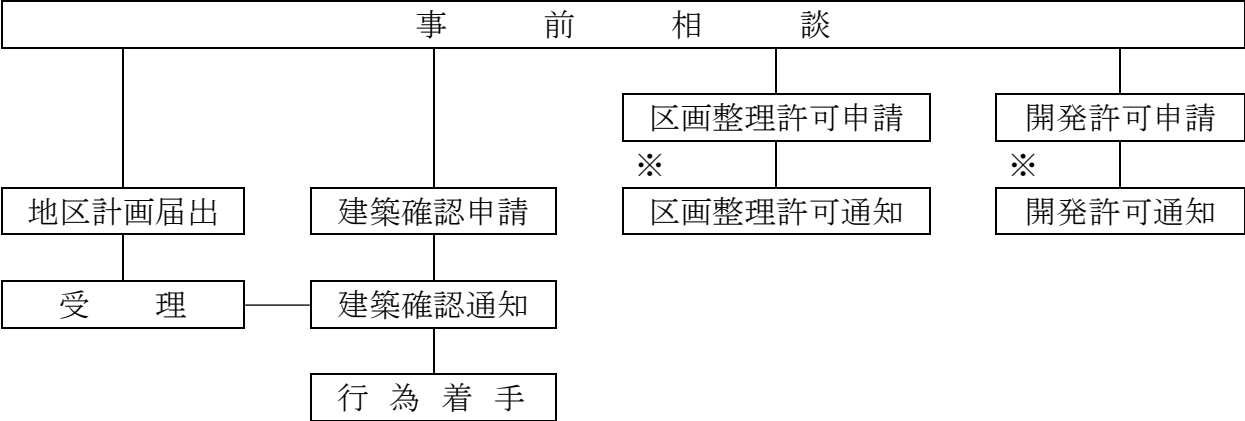 事前相談
区画整理許可申請
開発許可申請
※
※
地区計画届出
建築確認申請
区画整理許可通知
開発許可通知
受理
建築確認通知
行為着手